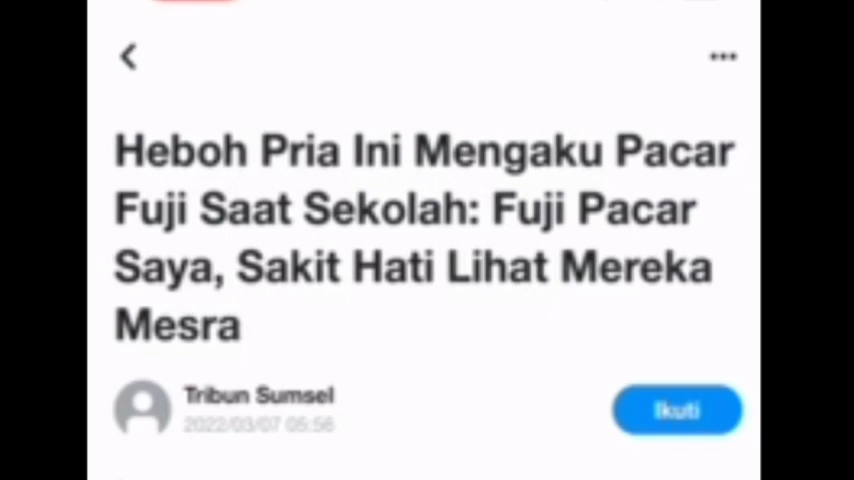 Heboh Pria Ini Mengaku Pacar
Fuji Saat Sekolah: Fuji Pacar
Saya, Sakit Hati Lihat Mereka
Mesra
Tribun Sumsel
2022/03/07 05:56
Ikuti